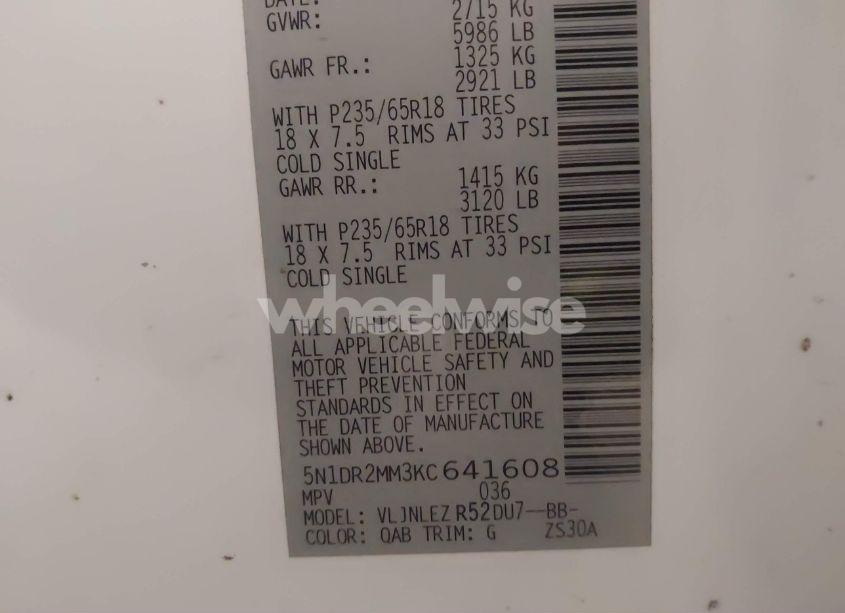 DATE:
GVWR: 2715 KG
5986 LB
GAWR FR.: 1325 KG
2921 LB
WITH P235/65R18 TIRES
18 X 7.5 RIMS AT 33 PSI
COLD SINGLE
GAWR RR.: 1415 KG
3120 LB
WITH P235/65R18 TIRES
18 X 7.5 RIMS AT 33 PSI
COLD SINGLE
wheelwise
THIS VEHICLE CONFORMS TO
ALL APPLICABLE FEDERAL
MOTOR VEHICLE SAFETY AND
THEFT PREVENTION
STANDARDS IN EFFECT ON
THE DATE OF MANUFACTURE
SHOWN ABOVE.
5N1DR2MM3KC641608
MPV 036
MODEL: VLJNLEZ R52DU7--BB-
COLOR: QAB TRIM: G ZS30A